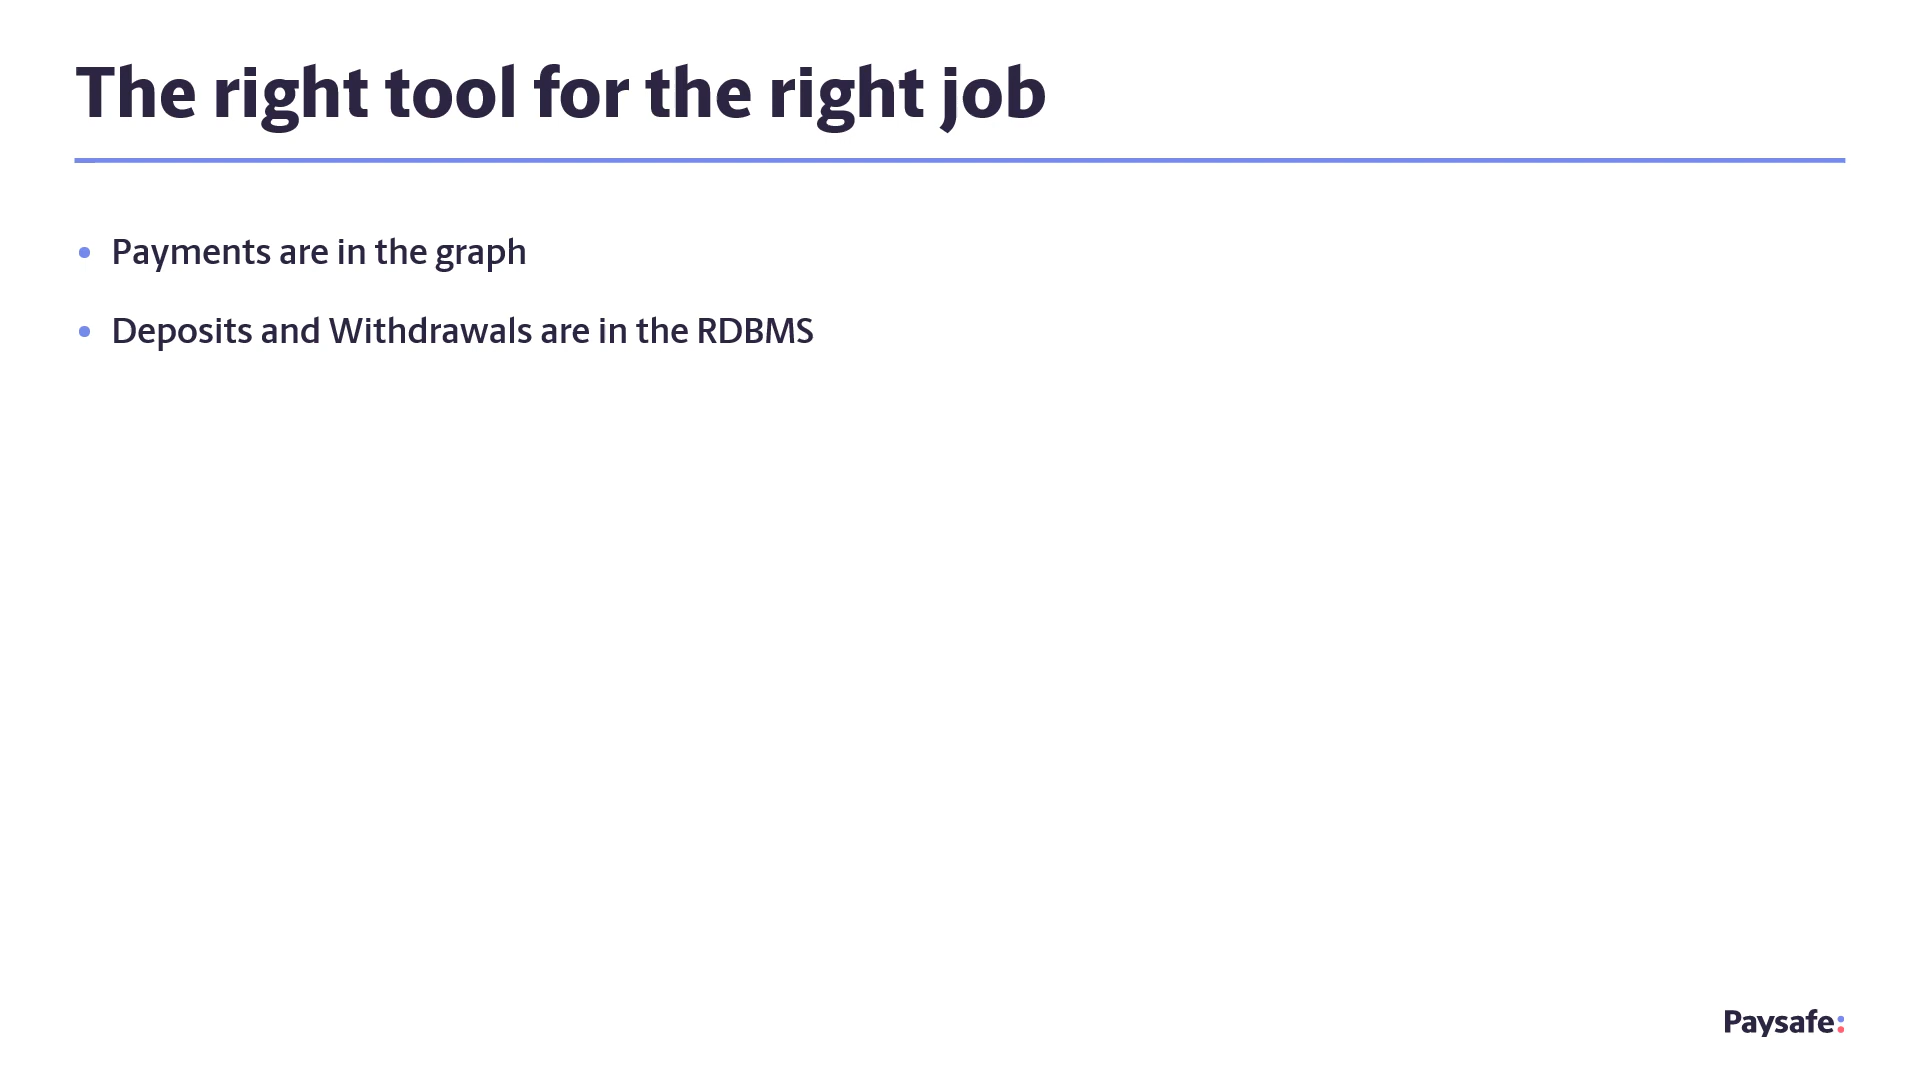 The right tool for the right job
• Payments are in the graph
• Deposits and Withdrawals are in the RDBMS
Paysafe: